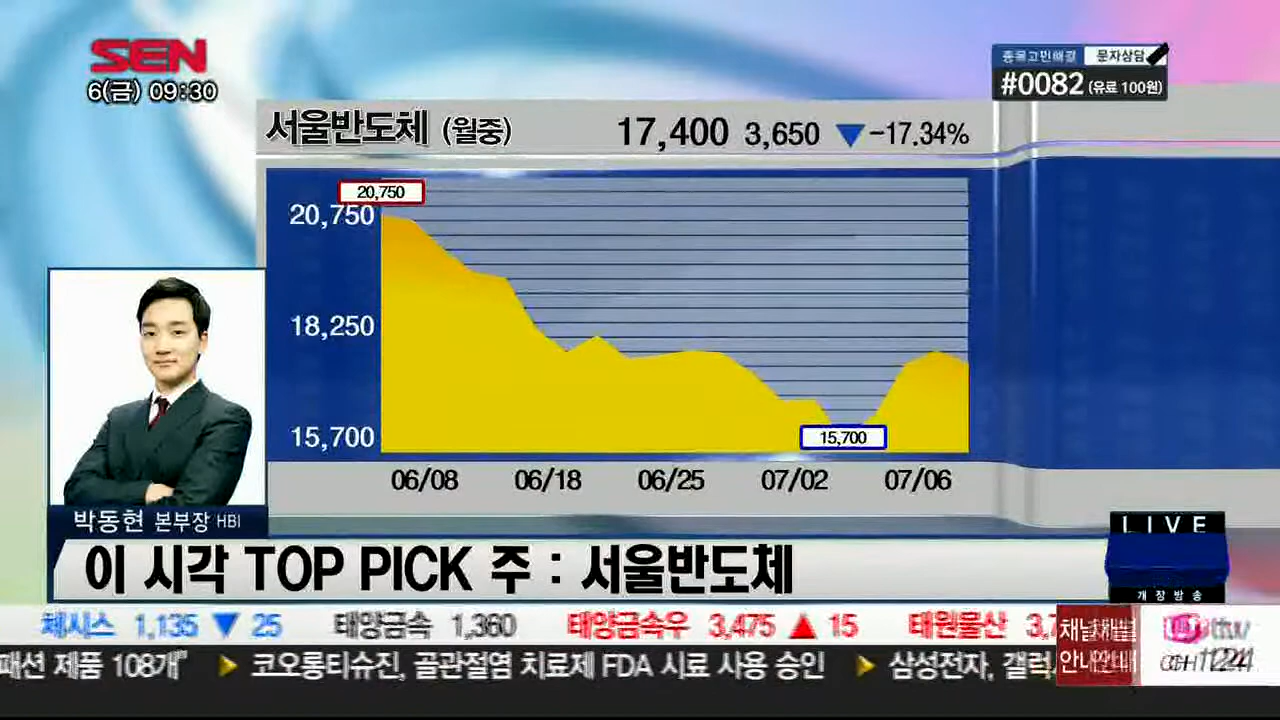 SEN
6(금) 09:30
종목고민해결 문자상담
#0082 (유료 100원)
서울반도체 (월중) 17,400 3,650 ▼-17.34%
20,750
20,750
18,250
15,700
15,700
06/08 06/18 06/25 07/02 07/06
박동현 본부장 HBI
LIVE
개장방송
이 시각 TOP PICK 주 : 서울반도체
체시스 1,135 ▼ 25 태양금속 1,360 태양금속우 3,475 ▲ 15 태원물산 3,7
패션 제품 108개" ▶ 코오롱티슈진, 골관절염 치료제 FDA 시료 사용 승인 ▶ 삼성전자, 갤럭
채널
안내